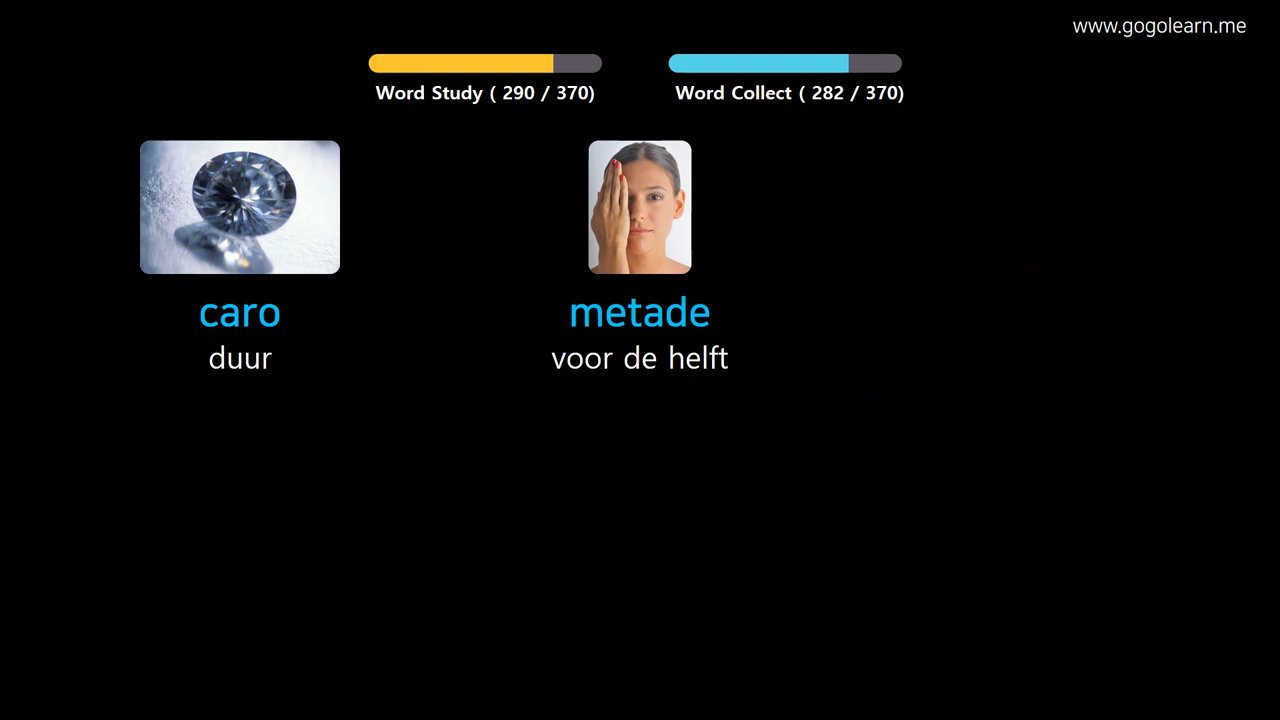 www.gogolearn.me
Word Study ( 290 / 370)
Word Collect ( 282 / 370)
caro
metade
duur
voor de helft